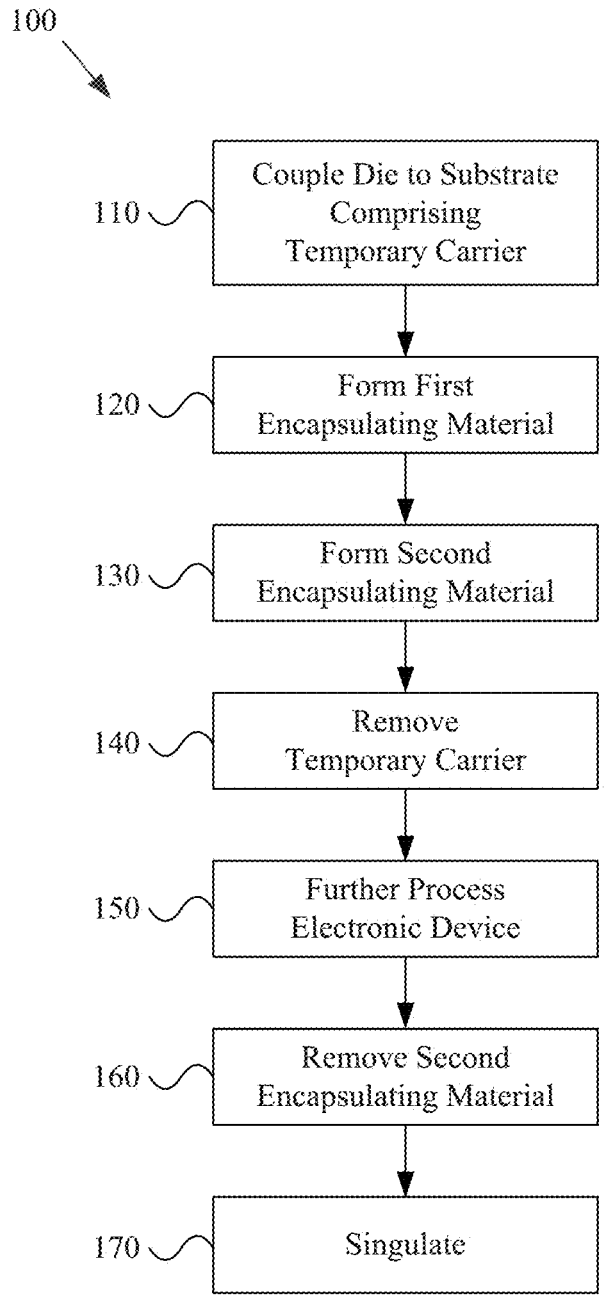 100
110
Couple Die to Substrate
Comprising
Temporary Carrier
120
Form First
Encapsulating Material
130
Form Second
Encapsulating Material
140
Remove
Temporary Carrier
150
Further Process
Electronic Device
160
Remove Second
Encapsulating Material
170
Singulate